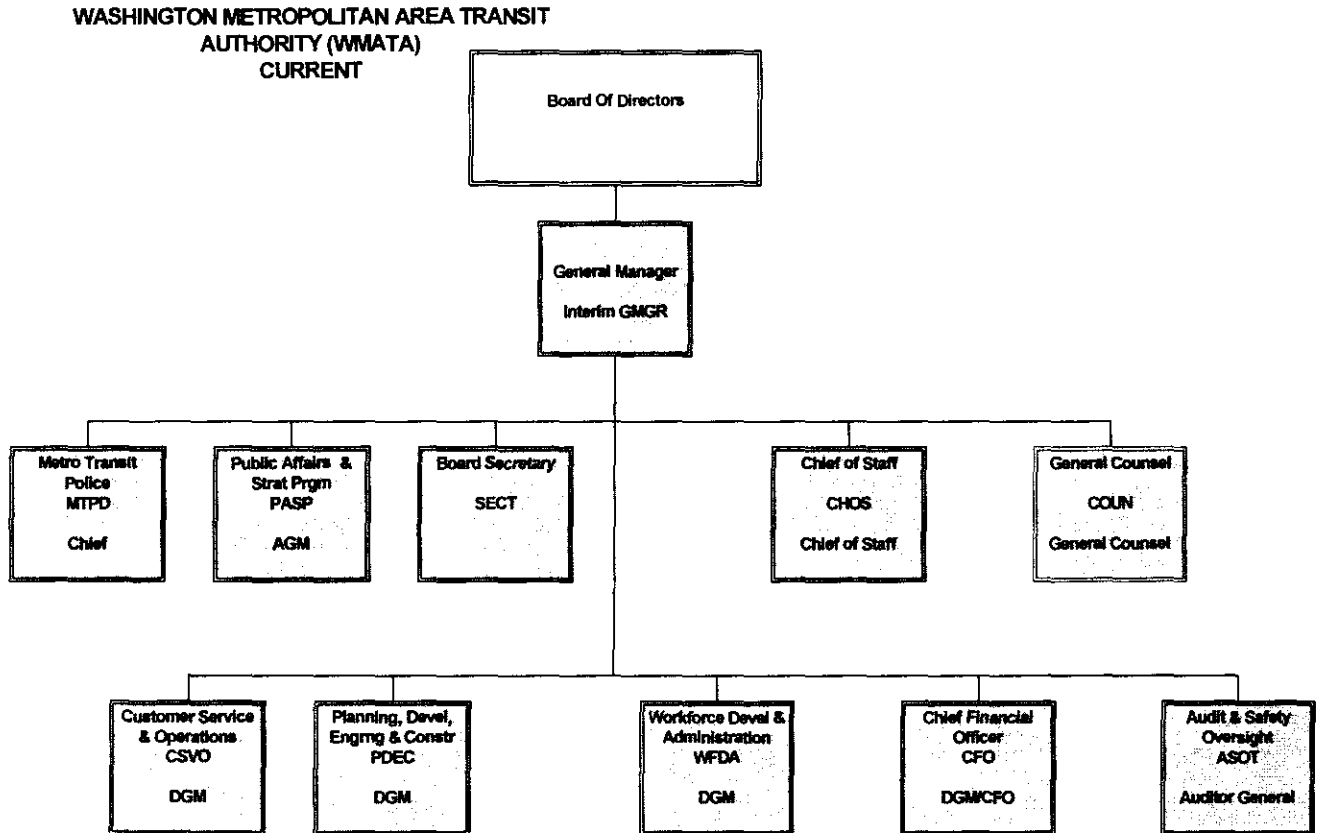 WASHINGTON METROPOLITAN AREA TRANSIT
AUTHORITY (WMATA)
CURRENT
Board Of Directors
General Manager
Interim GMGR
Metro Transit
Police
MTPD
Chief
Public Affairs &
Strat Prgm
PASP
AGM
Board Secretary
SECT
Chief of Staff
CHOS
Chief of Staff
General Counsel
COUN
General Counsel
Customer Service
& Operations
CSVO
DGM
Planning, Devel,
Engrng & Constr
PDEC
DGM
Workforce Devel &
Administration
WFDA
DGM
Chief Financial
Officer
CFO
DGM/CFO
Audit & Safety
Oversight
ASOT
Auditor General